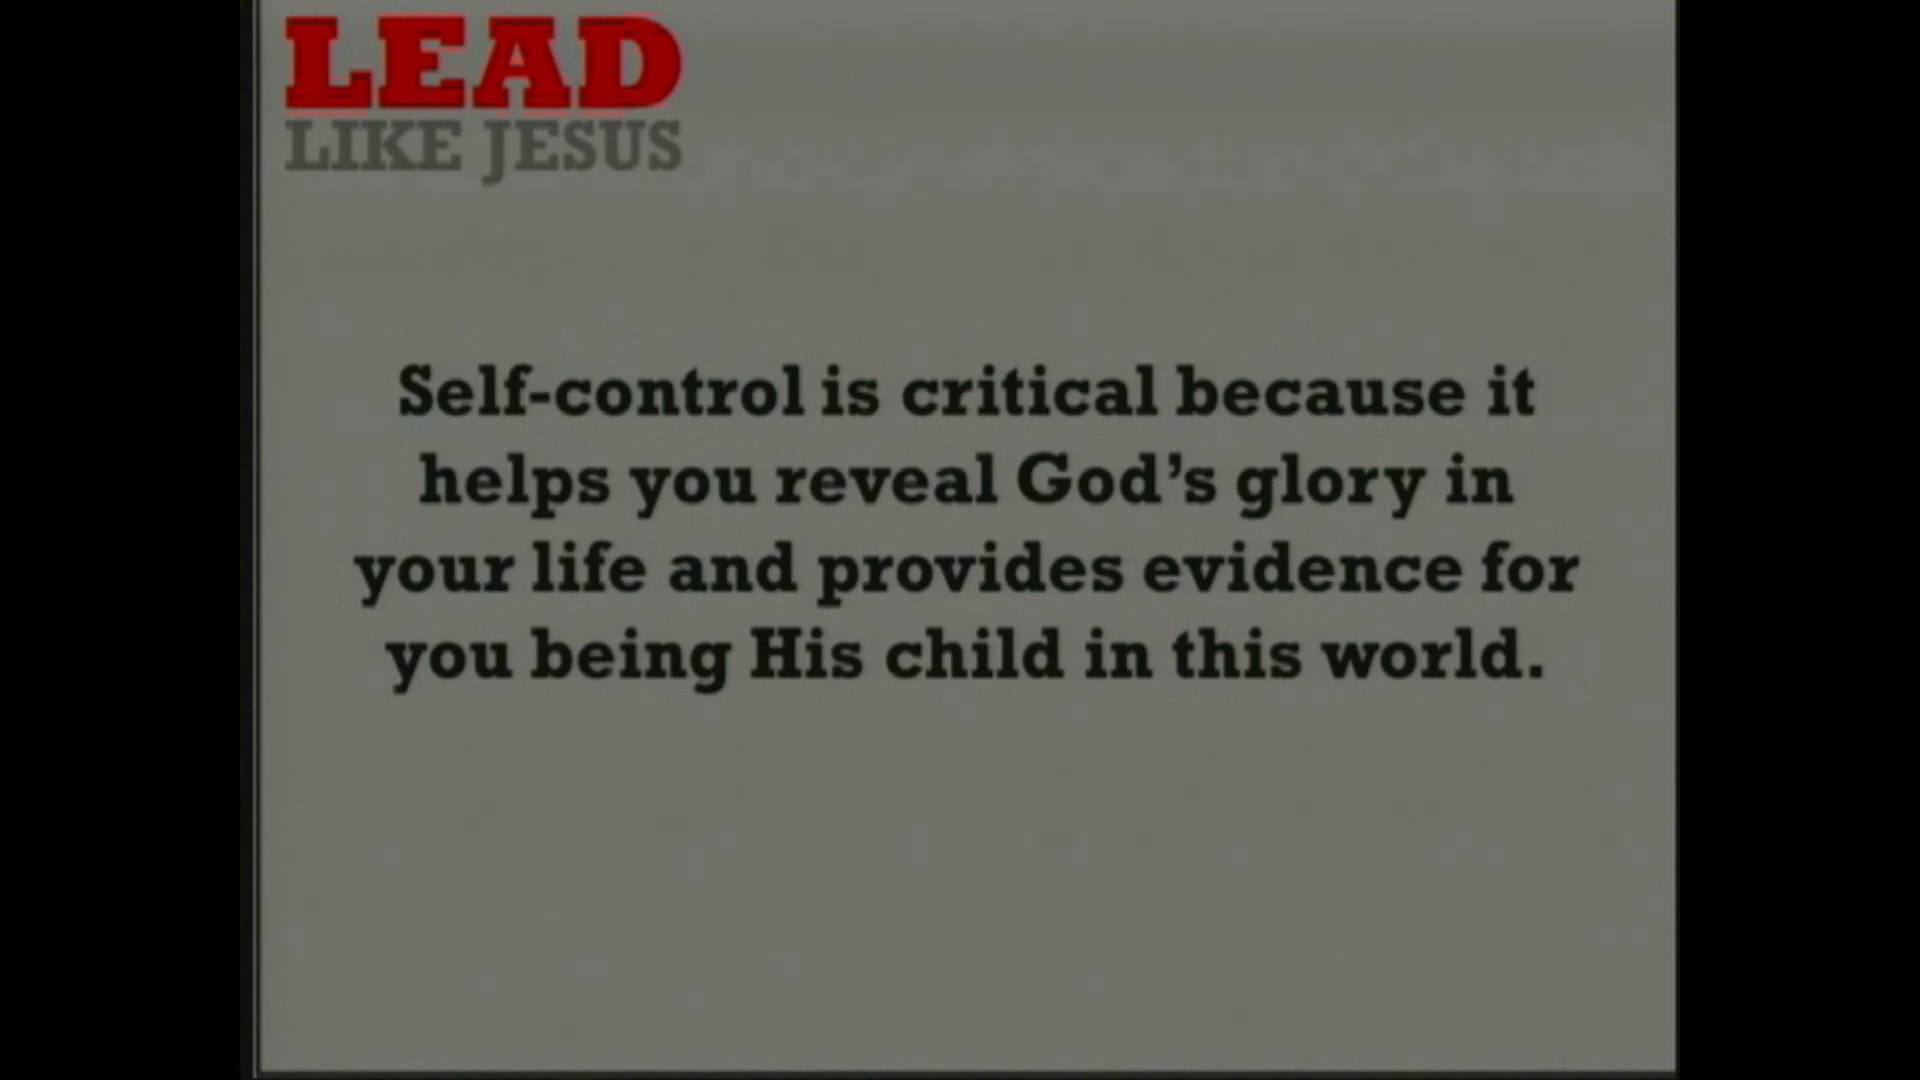 LEAD
LIKE JESUS
Self-control is critical because it
helps you reveal God’s glory in
your life and provides evidence for
you being His child in this world.